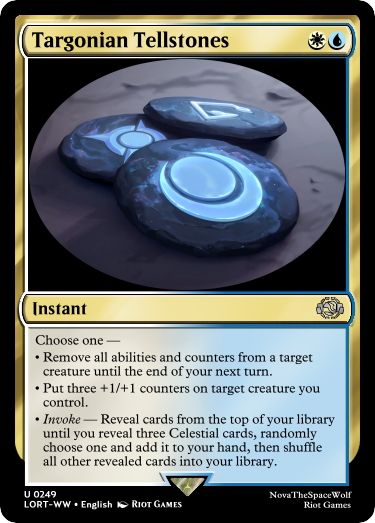 Targonian Tellstones
Instant
Choose one —
• Remove all abilities and counters from a target
creature until the end of your next turn.
• Put three +1/+1 counters on target creature you
control.
• Invoke — Reveal cards from the top of your library
until you reveal three Celestial cards, randomly
choose one and add it to your hand, then shuffle
all other revealed cards into your library.
U 0249
NovaTheSpaceWolf
LORT-WW • English Riot Games
Riot Games